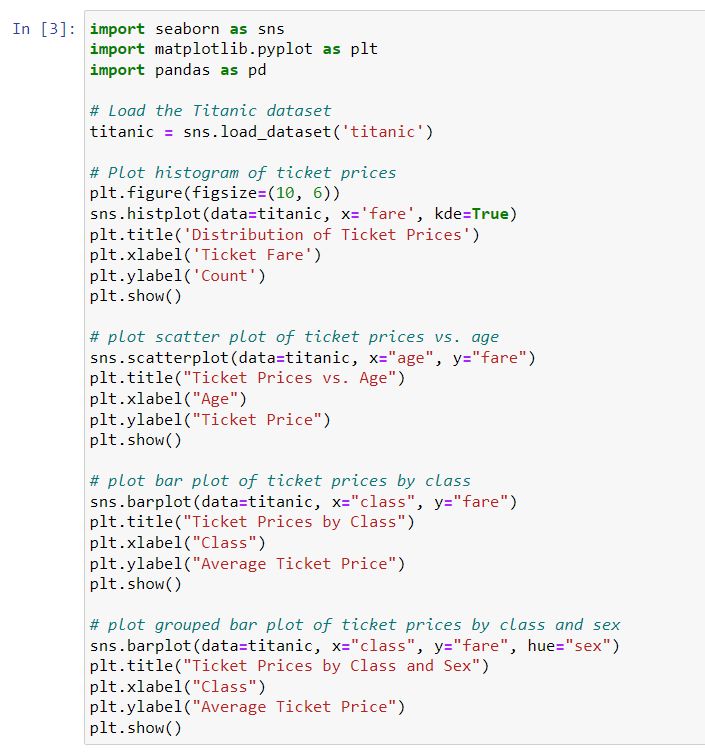 In [3]: import seaborn as sns
import matplotlib.pyplot as plt
import pandas as pd
# Load the Titanic dataset
titanic = sns.load_dataset('titanic')
# Plot histogram of ticket prices
plt.figure(figsize=(10, 6))
sns.histplot(data=titanic, x='fare', kde=True)
plt.title('Distribution of Ticket Prices')
plt.xlabel('Ticket Fare')
plt.ylabel('Count')
plt.show()
# plot scatter plot of ticket prices vs. age
sns.scatterplot(data=titanic, x="age", y="fare")
plt.title("Ticket Prices vs. Age")
plt.xlabel("Age")
plt.ylabel("Ticket Price")
plt.show()
# plot bar plot of ticket prices by class
sns.barplot(data=titanic, x="class", y="fare")
plt.title("Ticket Prices by Class")
plt.xlabel("Class")
plt.ylabel("Average Ticket Price")
plt.show()
# plot grouped bar plot of ticket prices by class and sex
sns.barplot(data=titanic, x="class", y="fare", hue="sex")
plt.title("Ticket Prices by Class and Sex")
plt.xlabel("Class")
plt.ylabel("Average Ticket Price")
plt.show()